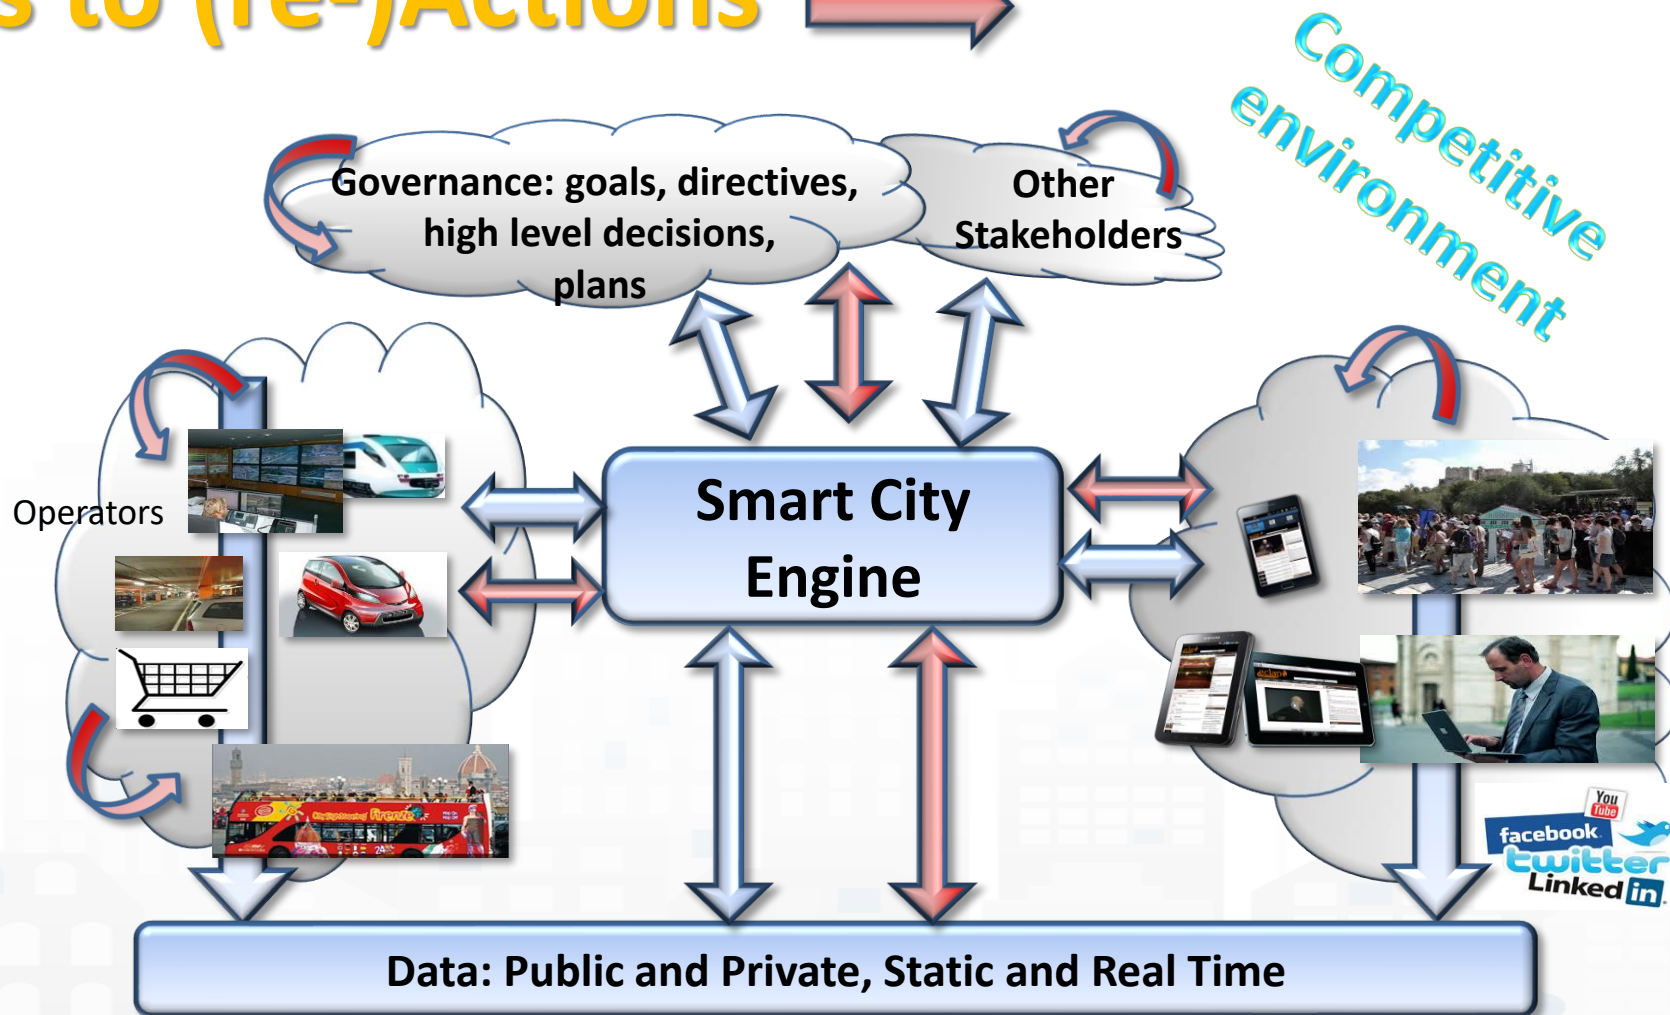 s to (re-)Actions
Competitive
environment
Governance: goals, directives,
high level decisions,
plans
Other
Stakeholders
Operators
Smart City
Engine
firenze
You
Tube
facebook
twitter
Linked in
Data: Public and Private, Static and Real Time